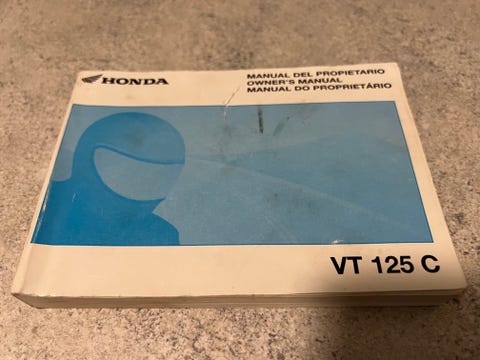 HONDA
MANUAL DEL PROPIETARIO
OWNER'S MANUAL
MANUAL DO PROPRIETÁRIO
VT 125 C